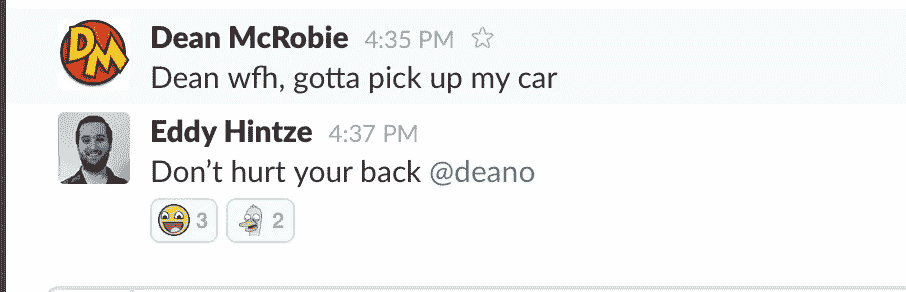 DM
Dean McRobie 4:35 PM
Dean wfh, gotta pick up my car
Eddy Hintze 4:37 PM
Don’t hurt your back @deano
3 2